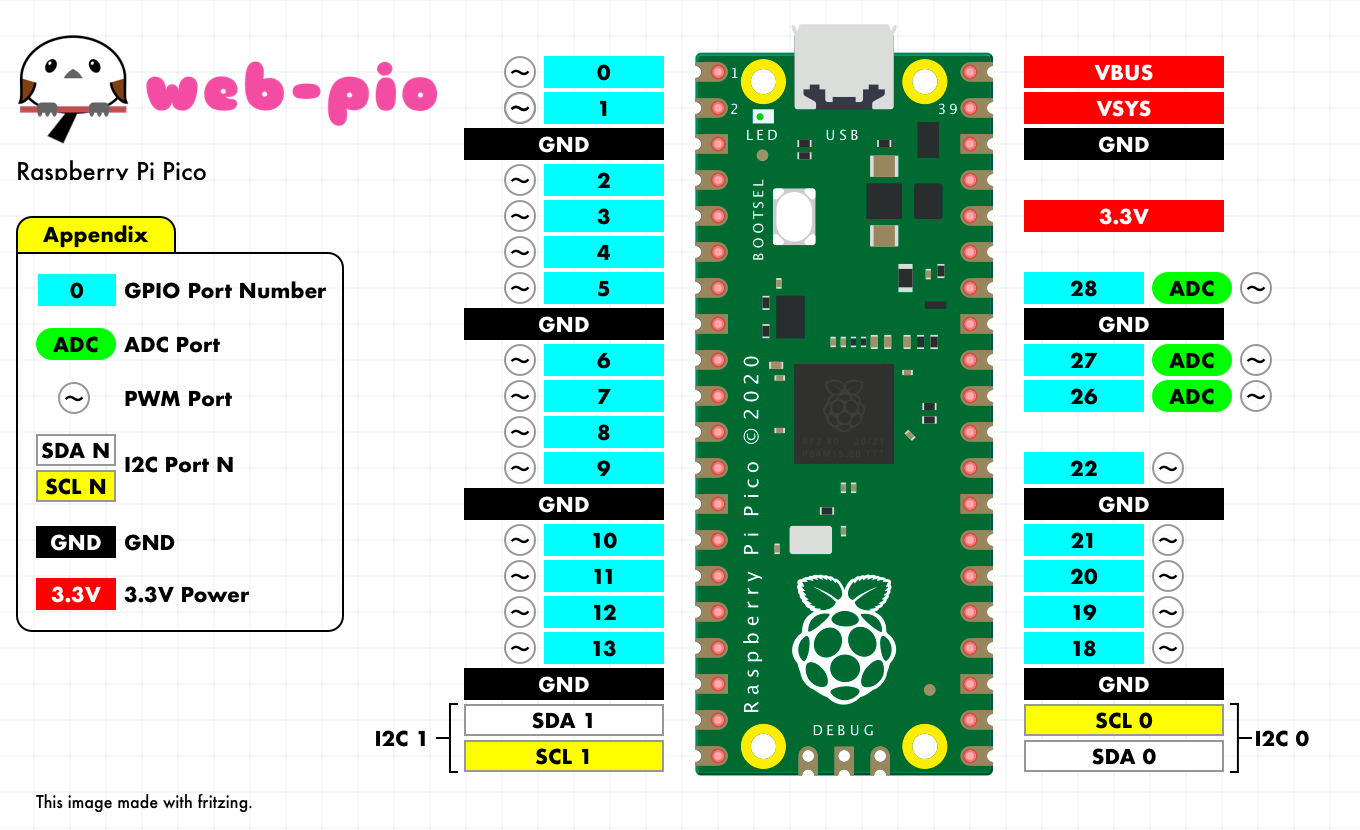 web-pio
Raspberry Pi Pico
Appendix
0 GPIO Port Number
ADC ADC Port
~ PWM Port
SDA N
I2C Port N
SCL N
GND GND
3.3V 3.3V Power
~ 0
~ 1
GND
~ 2
~ 3
~ 4
~ 5
GND
~ 6
~ 7
~ 8
~ 9
GND
~ 10
~ 11
~ 12
~ 13
GND
I2C 1
SDA 1
SCL 1
1
2
39
LED
USB
BOOTSEL
Raspberry Pi Pico ©2020
DEBUG
VBUS
VSYS
GND
3.3V
28 ADC ~
GND
27 ADC ~
26 ADC ~
22 ~
GND
21 ~
20 ~
19 ~
18 ~
GND
SCL 0
SDA 0
I2C 0
This image made with fritzing.